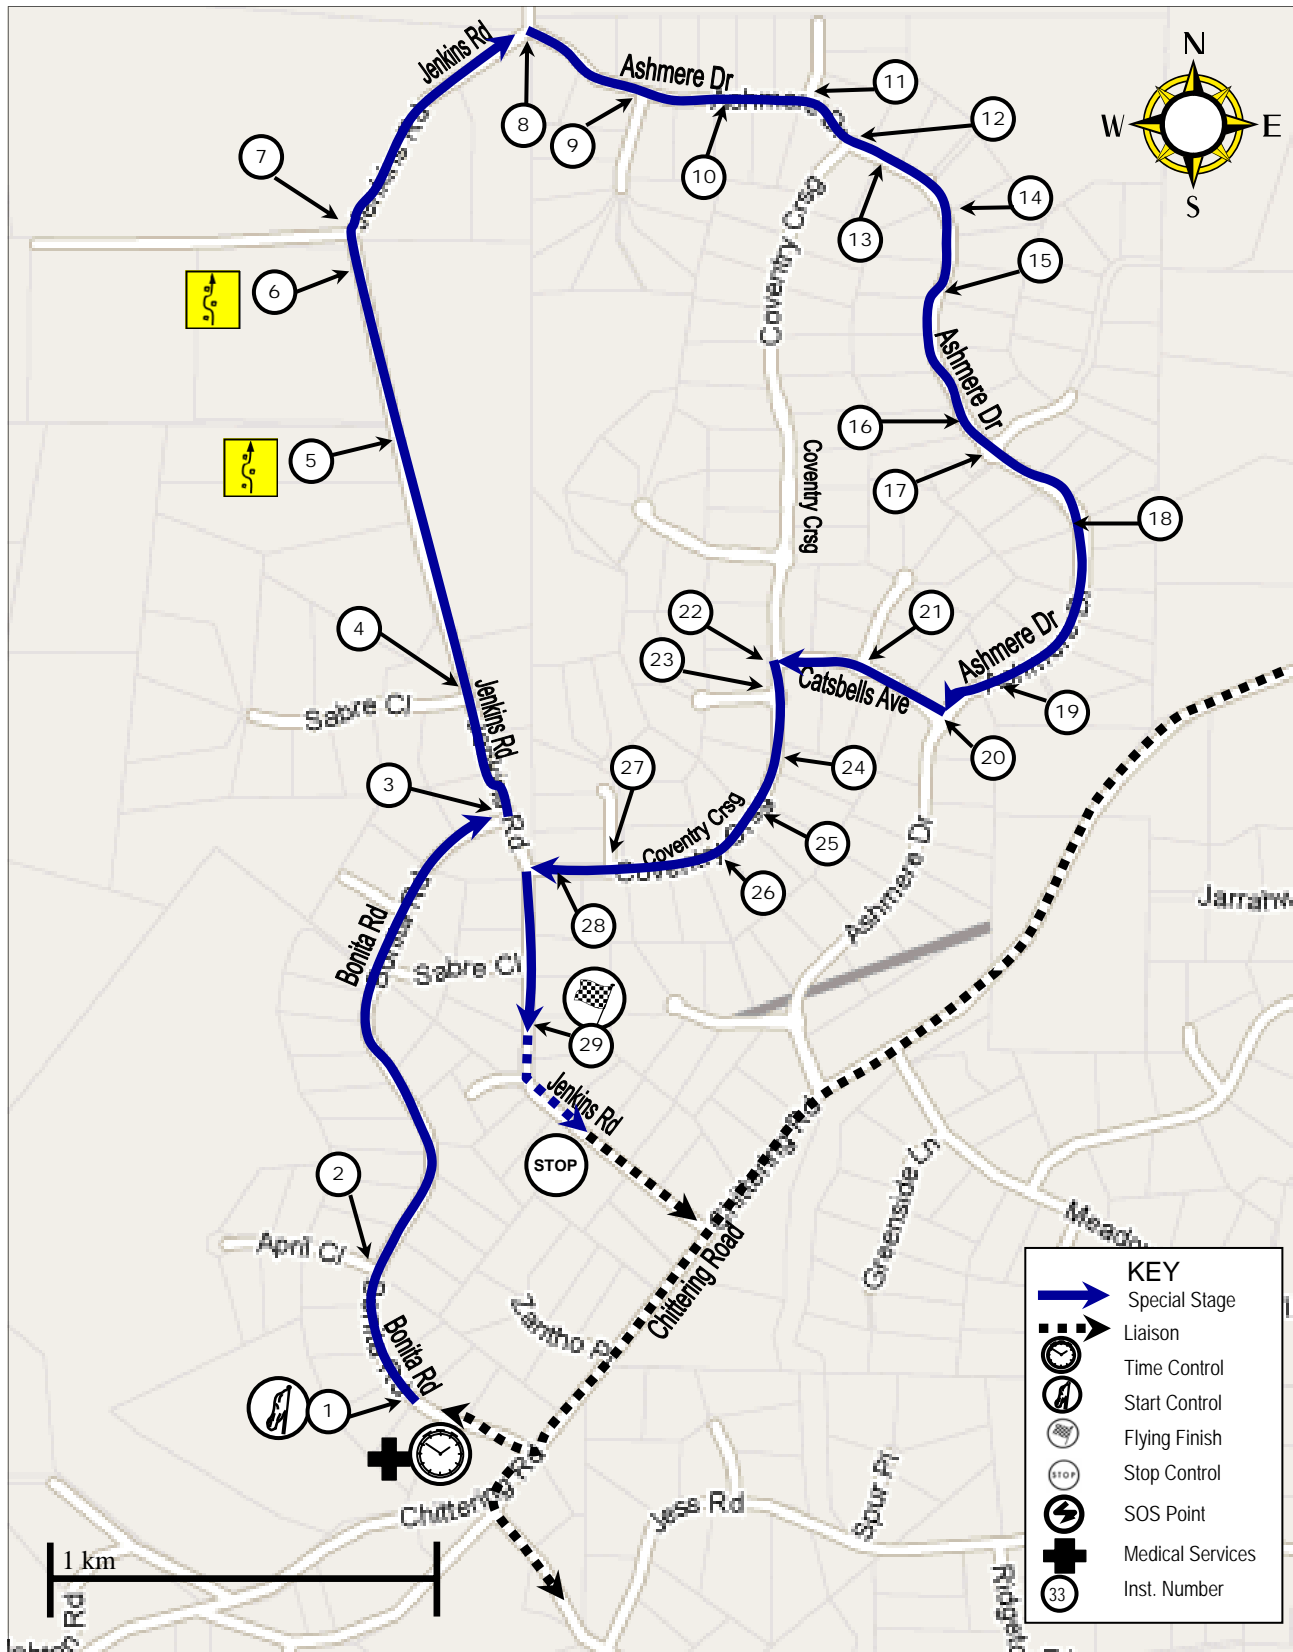 Jenkins Rd
Ashmere Dr
N
W
E
S
8
9
10
11
12
13
14
15
7
6
Jenkins Rd
Coventry Crsg
Ashmere Dr
5
16
17
18
Coventry Crsg
4
22
21
23
Catsbells Ave
Ashmere Dr
19
20
Sabre Cl
Jenkins Rd
3
Rd
27
24
25
26
Coventry Crsg
28
Ashmere Dr
Bonita Rd
Sabre Cl
29
Jenkins Rd
STOP
Chittering Rd
Chittering Road
2
April Cl
Bonita Rd
1
Zantho P
Greenside Ln
Chittering Rd
Jess Rd
Spur Pl
1 km
KEY
Special Stage
Liaison
Time Control
Start Control
Flying Finish
STOP
Stop Control
SOS Point
Medical Services
33
Inst. Number